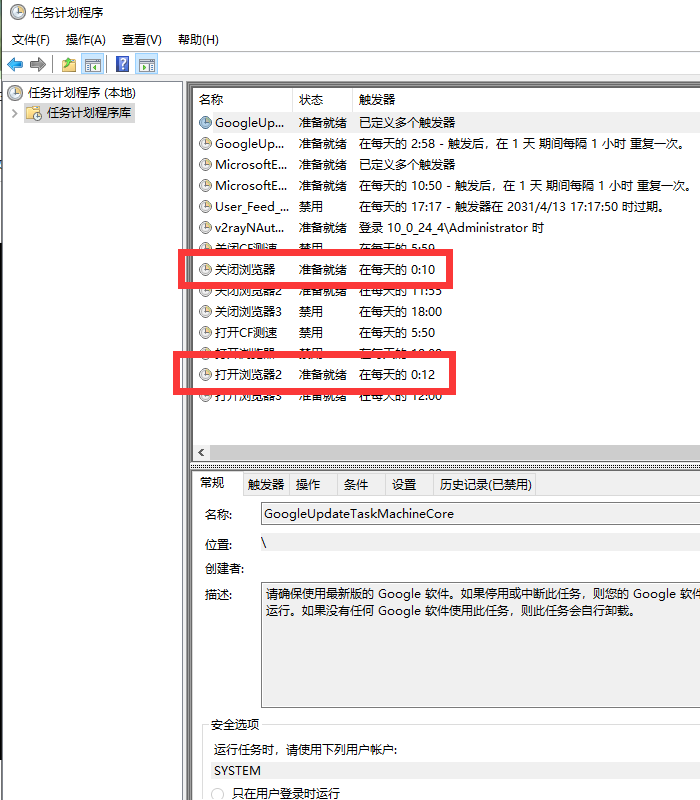 任务计划程序
文件(F) 操作(A) 查看(V) 帮助(H)
任务计划程序 (本地)
任务计划程序库
名称 状态 触发器
GoogleUp... 准备就绪 已定义多个触发器
GoogleUp... 准备就绪 在每天的 2:58 - 触发后，在 1 天 期间每隔 1 小时 重复一次。
MicrosoftE... 准备就绪 已定义多个触发器
MicrosoftE... 准备就绪 在每天的 10:50 - 触发后，在 1 天 期间每隔 1 小时 重复一次。
User_Feed_... 禁用 在每天的 17:17 - 触发器在 2031/4/13 17:17:50 时过期。
v2rayNAut... 准备就绪 登录 10_0_24_4\Administrator 时
关闭CF测速 禁用 在每天的 5:59
关闭浏览器 准备就绪 在每天的 0:10
关闭浏览器2 准备就绪 在每天的 11:55
关闭浏览器3 禁用 在每天的 18:00
打开CF测速 禁用 在每天的 5:50
打开浏览器 禁用 在每天的
打开浏览器2 准备就绪 在每天的 0:12
打开浏览器3 准备就绪 在每天的 12:00
常规 触发器 操作 条件 设置 历史记录(已禁用)
名称: GoogleUpdateTaskMachineCore
位置: \
创建者:
描述: 请确保使用最新版的 Google 软件。如果停用或中断此任务，则您的 Google 软件
运行。如果没有任何 Google 软件使用此任务，则此任务会自行卸载。
安全选项
运行任务时，请使用下列用户帐户:
SYSTEM
只在用户登录时运行